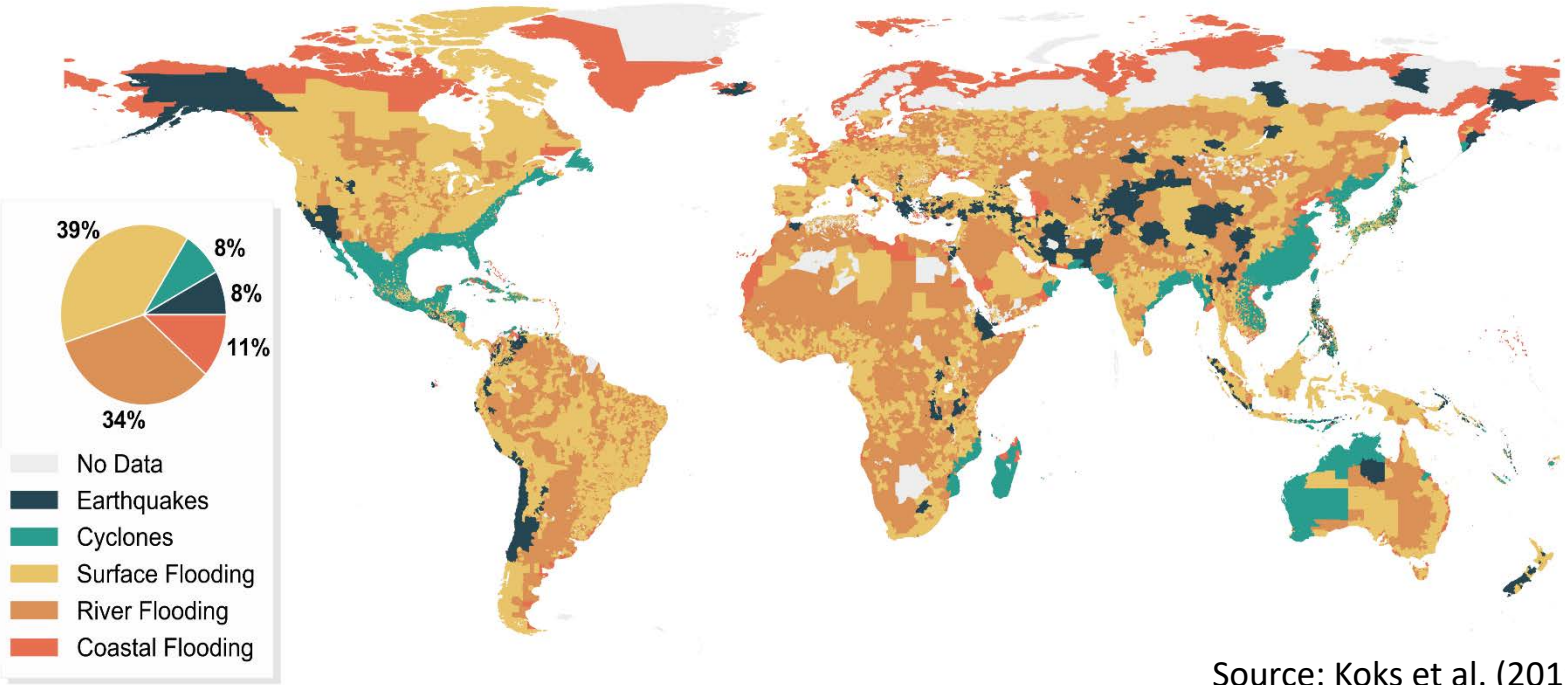 39%
8%
8%
11%
34%
No Data
Earthquakes
Cyclones
Surface Flooding
River Flooding
Coastal Flooding
Source: Koks et al. (201